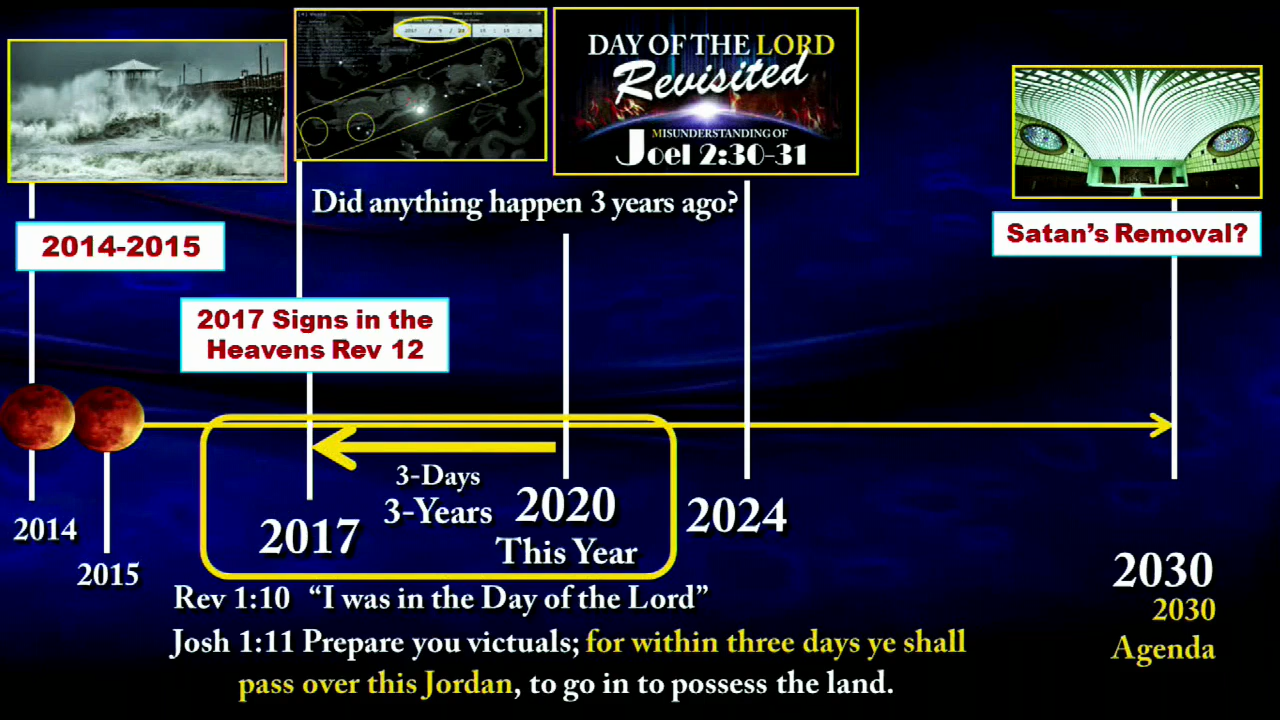 DAY OF THE LORD
Revisited
MISUNDERSTANDING OF
Joel 2:30-31
Did anything happen 3 years ago?
2014-2015
Satan's Removal?
2017 Signs in the
Heavens Rev 12
3-Days
3-Years
2014
2015
2017
2020
This Year
2024
2030
2030
Agenda
Rev 1:10 “I was in the Day of the Lord”
Josh 1:11 Prepare you victuals; for within three days ye shall
pass over this Jordan, to go in to possess the land.